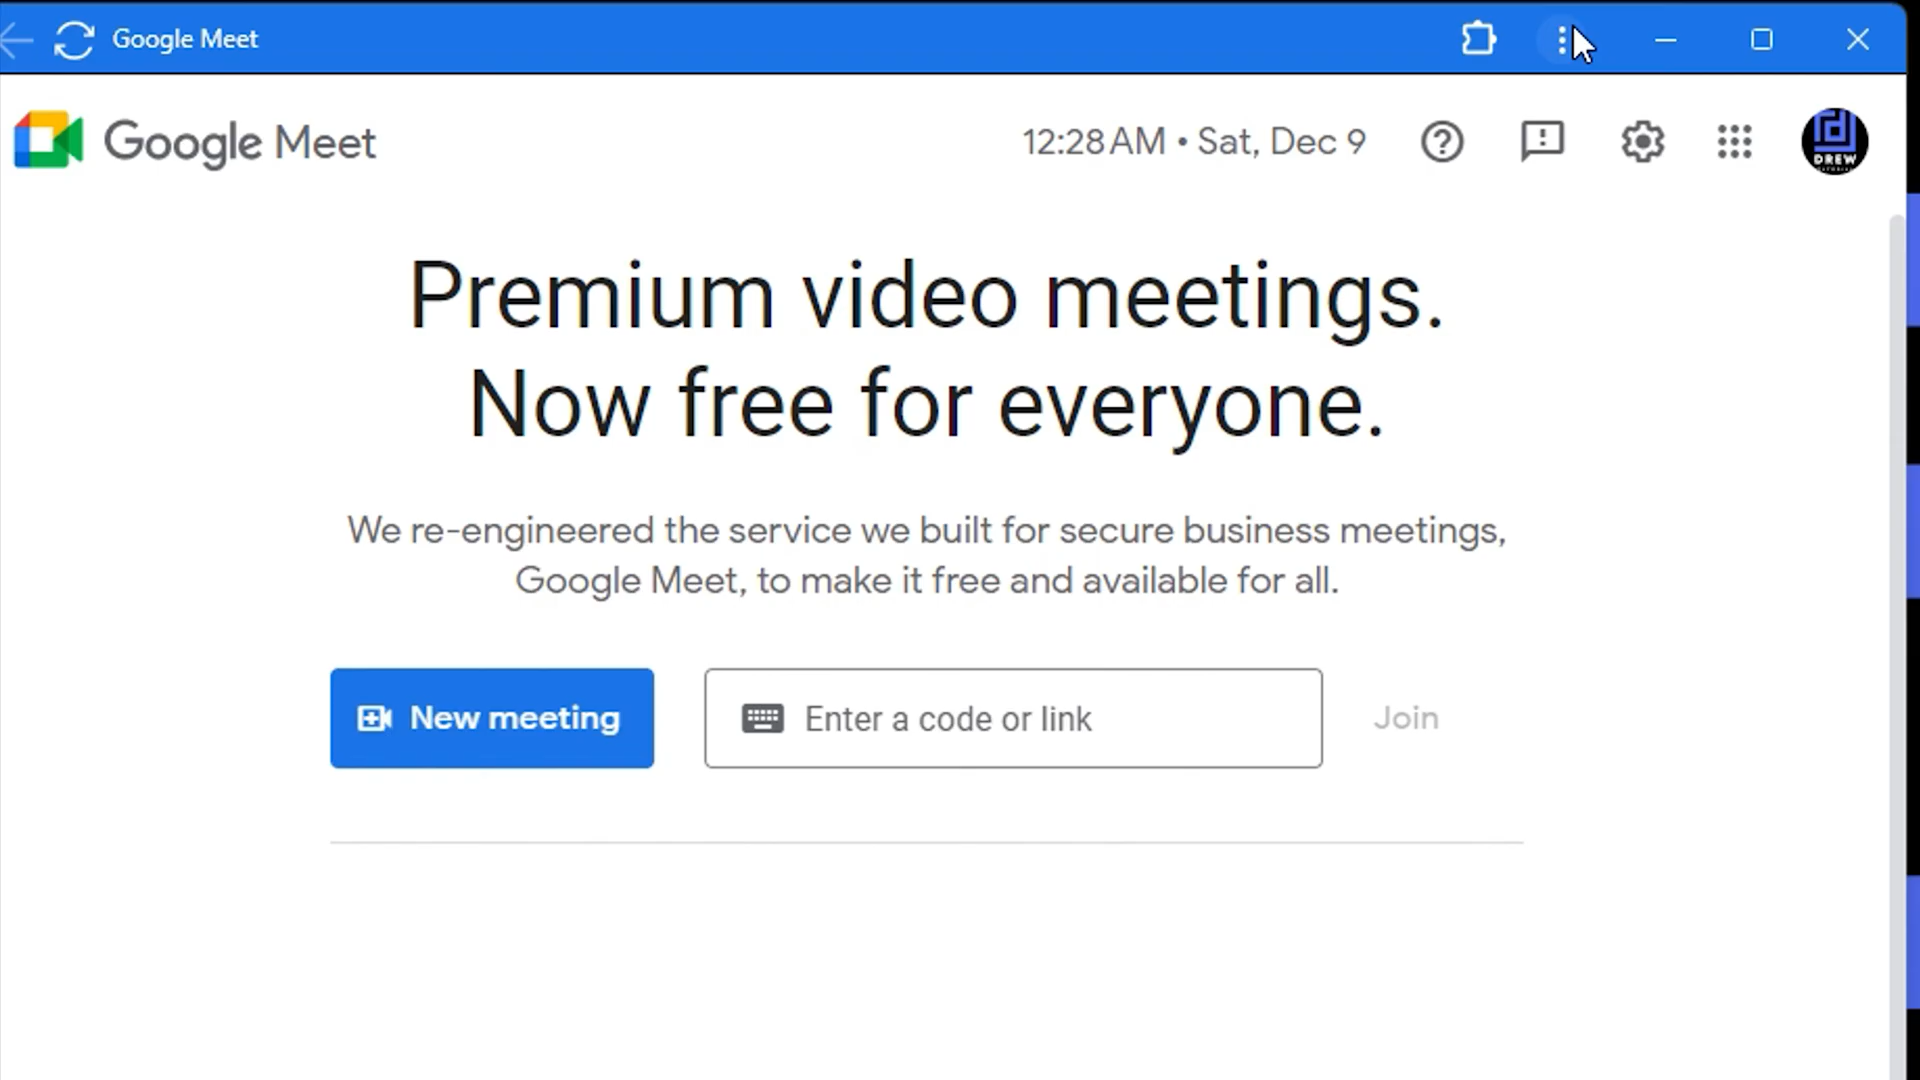 Google Meet
Google Meet
12:28 AM • Sat, Dec 9
DREW
Premium video meetings.
Now free for everyone.
We re-engineered the service we built for secure business meetings,
Google Meet, to make it free and available for all.
New meeting
Enter a code or link
Join